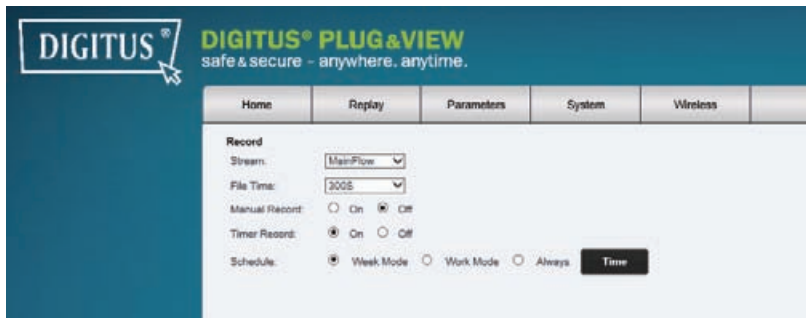 DIGITUS®
DIGITUS® PLUG&VIEW
safe & secure - anywhere. anytime.
Home Replay Parameters System Wireless
Record
Stream: MainFlow
File Time: 300S
Manual Record: On Off
Timer Record: On Off
Schedule: Week Mode Work Mode Always Time